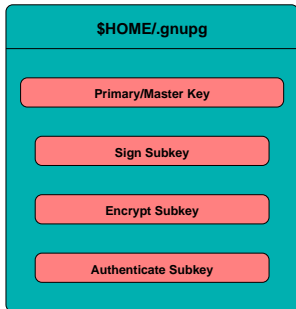 $HOME/.gnupg
Primary/Master Key
Sign Subkey
Encrypt Subkey
Authenticate Subkey